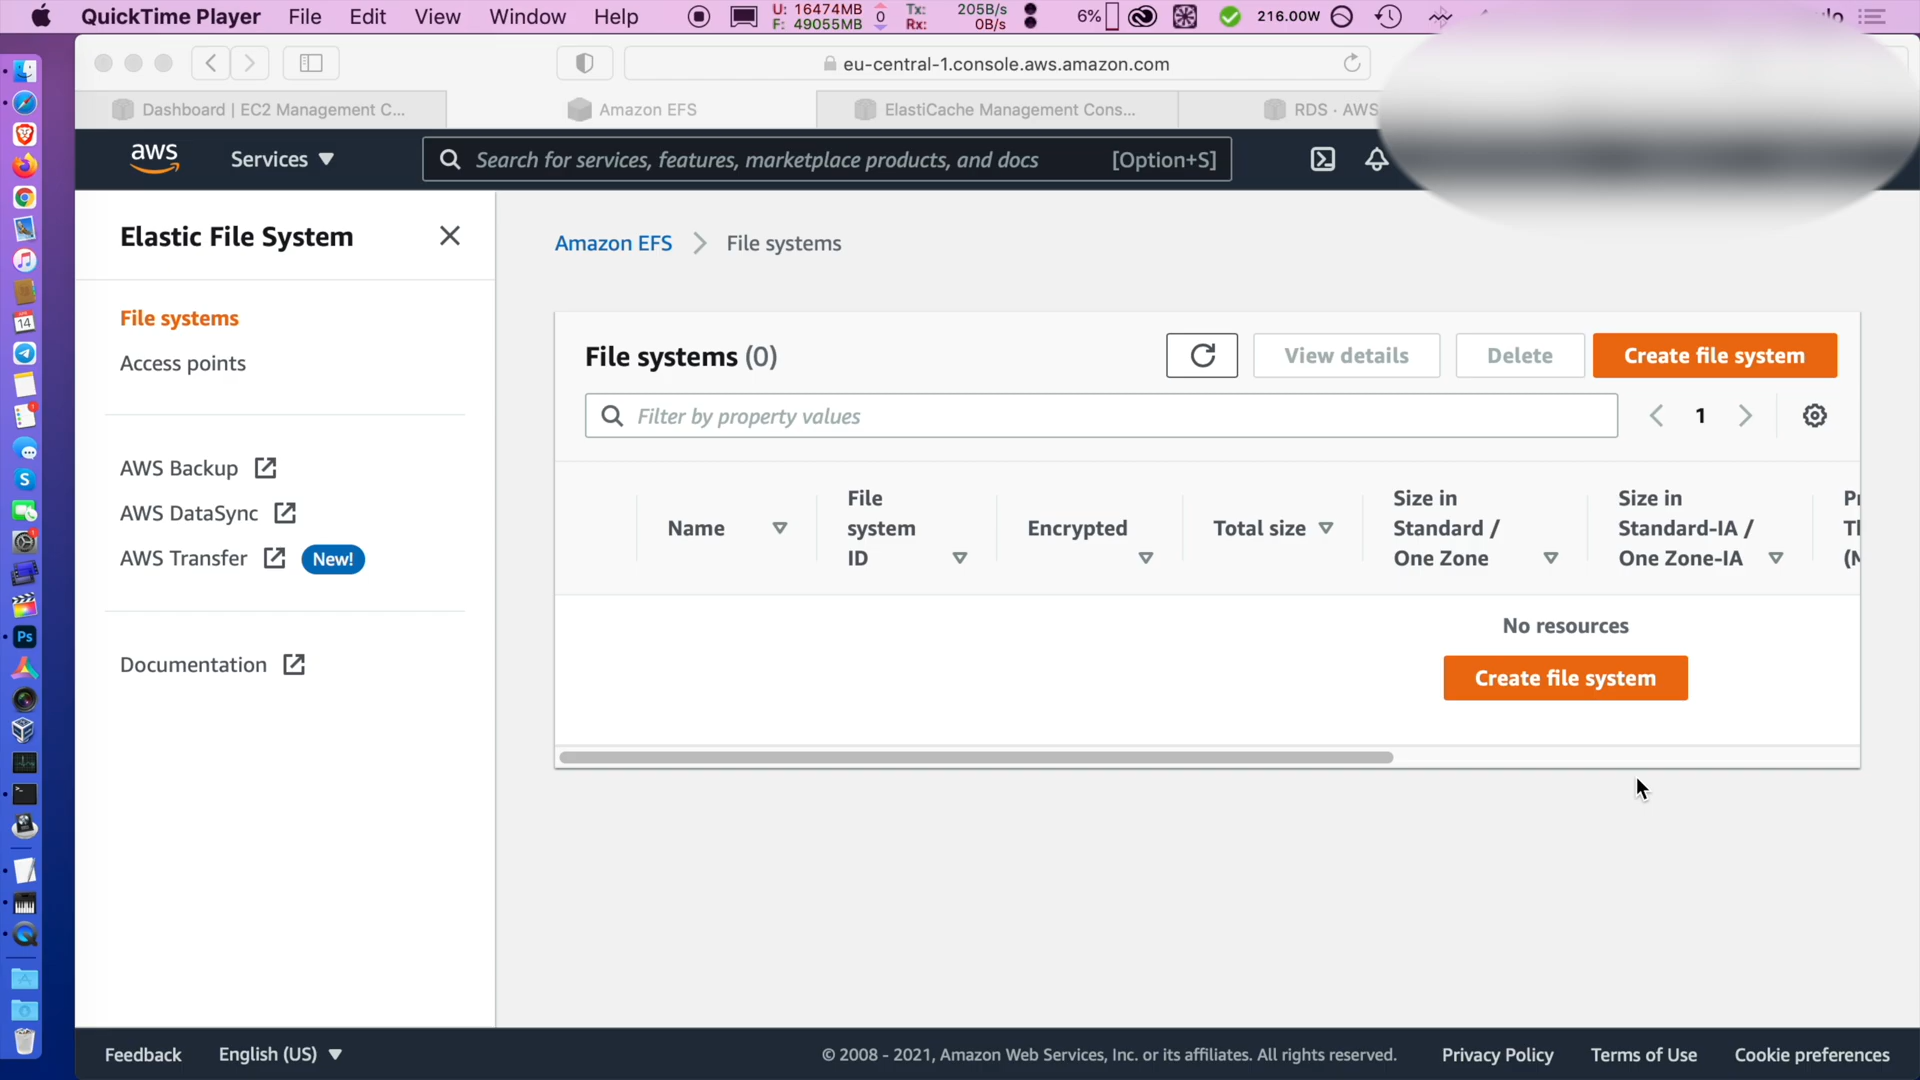 QuickTime Player File Edit View Window Help U: 16474MB 0 Tx: 205B/s 6% 216.00W
F: 49055MB Rx: 0B/s
eu-central-1.console.aws.amazon.com
Dashboard | EC2 Management C... Amazon EFS ElastiCache Management Cons... RDS · AWS
aws Services ▼ Search for services, features, marketplace products, and docs [Option+S]
Elastic File System
File systems
Access points
AWS Backup
AWS DataSync
AWS Transfer New!
Documentation
Amazon EFS > File systems
File systems (0) View details Delete Create file system
Filter by property values 1
Name
File
system
ID
Encrypted
Total size
Size in
Standard /
One Zone
Size in
Standard-IA /
One Zone-IA
No resources
Create file system
Feedback English (US) ▼ © 2008 - 2021, Amazon Web Services, Inc. or its affiliates. All rights reserved. Privacy Policy Terms of Use Cookie preferences
14
S
Ps